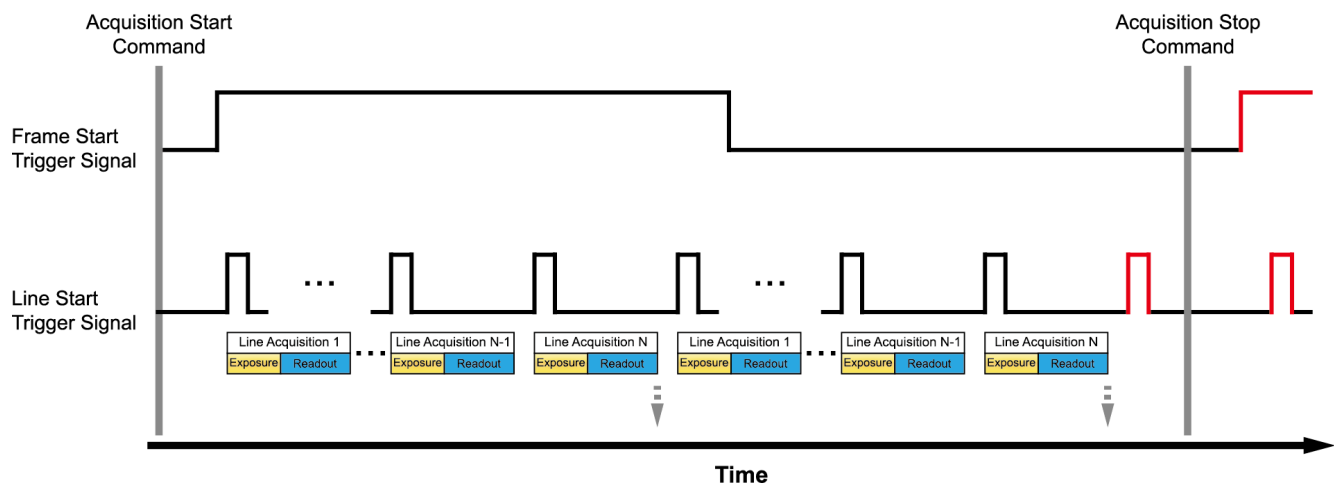 Acquisition Start
Command
Acquisition Stop
Command
Frame Start
Trigger Signal
...
...
Line Start
Trigger Signal
Line Acquisition 1
...
Line Acquisition N-1
Line Acquisition N
Line Acquisition 1
...
Line Acquisition N-1
Line Acquisition N
Exposure
Readout
Exposure
Readout
Exposure
Readout
Exposure
Readout
Exposure
Readout
Exposure
Readout
Time